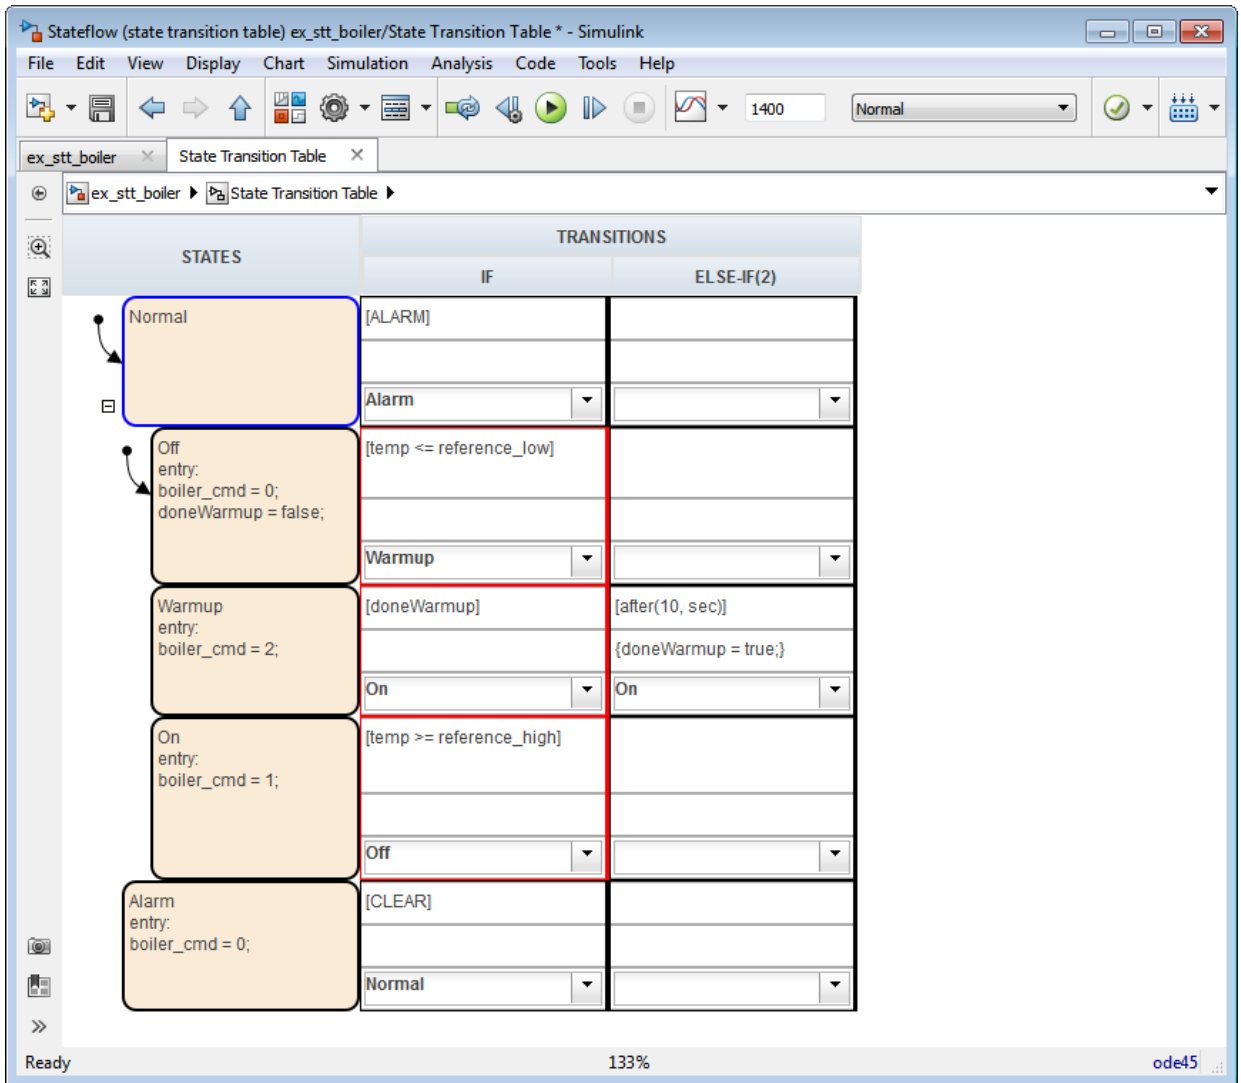 Stateflow (state transition table) ex_stt_boiler/State Transition Table * - Simulink
File Edit View Display Chart Simulation Analysis Code Tools Help
1400 Normal
ex_stt_boiler State Transition Table
ex_stt_boiler State Transition Table
STATES
TRANSITIONS
IF ELSE-IF(2)
Normal
[ALARM]
Alarm
Off
entry:
boiler_cmd = 0;
doneWarmup = false;
[temp <= reference_low]
Warmup
Warmup
entry:
boiler_cmd = 2;
[doneWarmup]
On
[after(10, sec)]
{doneWarmup = true;}
On
On
entry:
boiler_cmd = 1;
[temp >= reference_high]
Off
Alarm
entry:
boiler_cmd = 0;
[CLEAR]
Normal
Ready 133% ode45